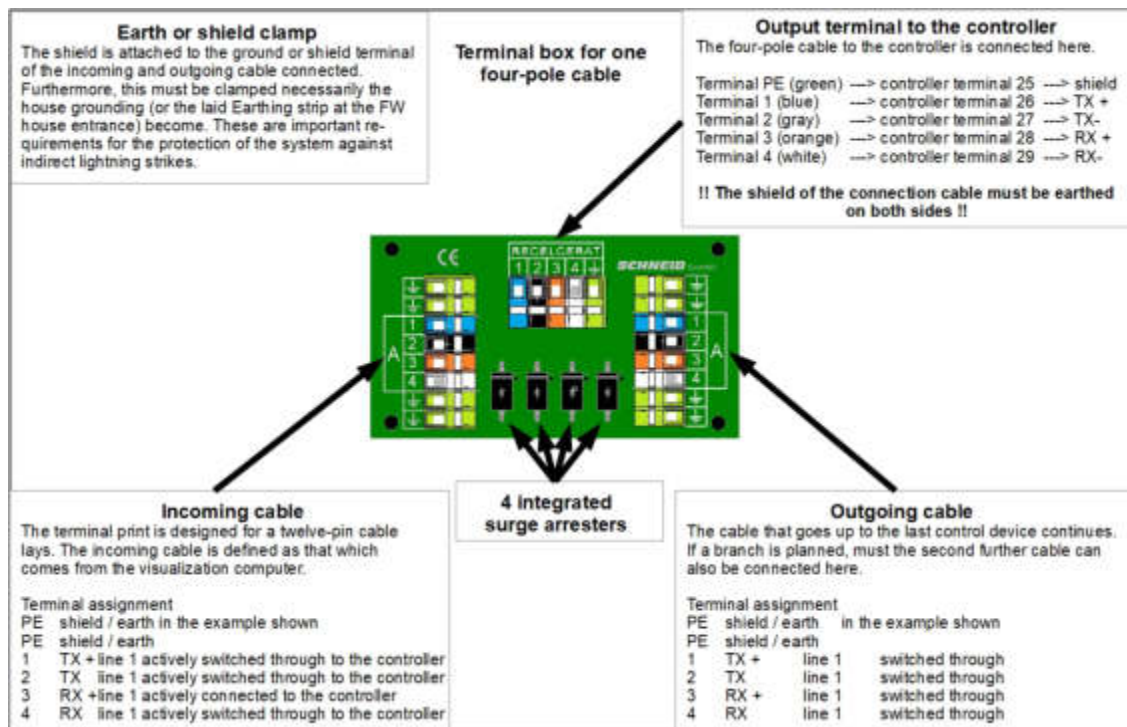 Earth or shield clamp
The shield is attached to the ground or shield terminal
of the incoming and outgoing cable connected.
Furthermore, this must be clamped necessarily the
house grounding (or the laid Earthing strip at the FW
house entrance) become. These are important re-
quirements for the protection of the system against
indirect lightning strikes.
Terminal box for one
four-pole cable
Output terminal to the controller
The four-pole cable to the controller is connected here.
Terminal PE (green) ----> controller terminal 25 ----> shield
Terminal 1 (blue) ----> controller terminal 26 ----> TX +
Terminal 2 (gray) ----> controller terminal 27 ----> TX-
Terminal 3 (orange) ----> controller terminal 28 ----> RX +
Terminal 4 (white) ----> controller terminal 29 ----> RX-
!! The shield of the connection cable must be earthed
on both sides !!
CE
REGELGERÄT
1 2 3 4
SCHNEID
A
1
2
3
4
1
2
3
4
A
4 integrated
surge arresters
Incoming cable
The terminal print is designed for a twelve-pin cable
lays. The incoming cable is defined as that which
comes from the visualization computer.
Terminal assignment
PE shield / earth in the example shown
PE shield / earth
1 TX + line 1 actively switched through to the controller
2 TX line 1 actively switched through to the controller
3 RX + line 1 actively connected to the controller
4 RX line 1 actively switched through to the controller
Outgoing cable
The cable that goes up to the last control device continues.
If a branch is planned, must the second further cable can
also be connected here.
Terminal assignment
PE shield / earth in the example shown
PE shield / earth
1 TX + line 1 switched through
2 TX line 1 switched through
3 RX + line 1 switched through
4 RX line 1 switched through